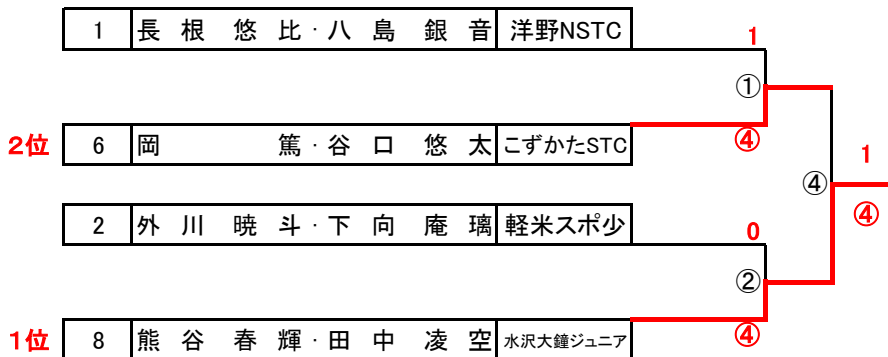 1 長根悠比・八島銀音 洋野NSTC 1
①
2位 6 岡篤・谷口悠太 こずかたSTC ④
1
④
④
2 外川暁斗・下向庵璃 軽米スポ少 0
②
1位 8 熊谷春輝・田中凌空 水沢大鐘ジュニア ④